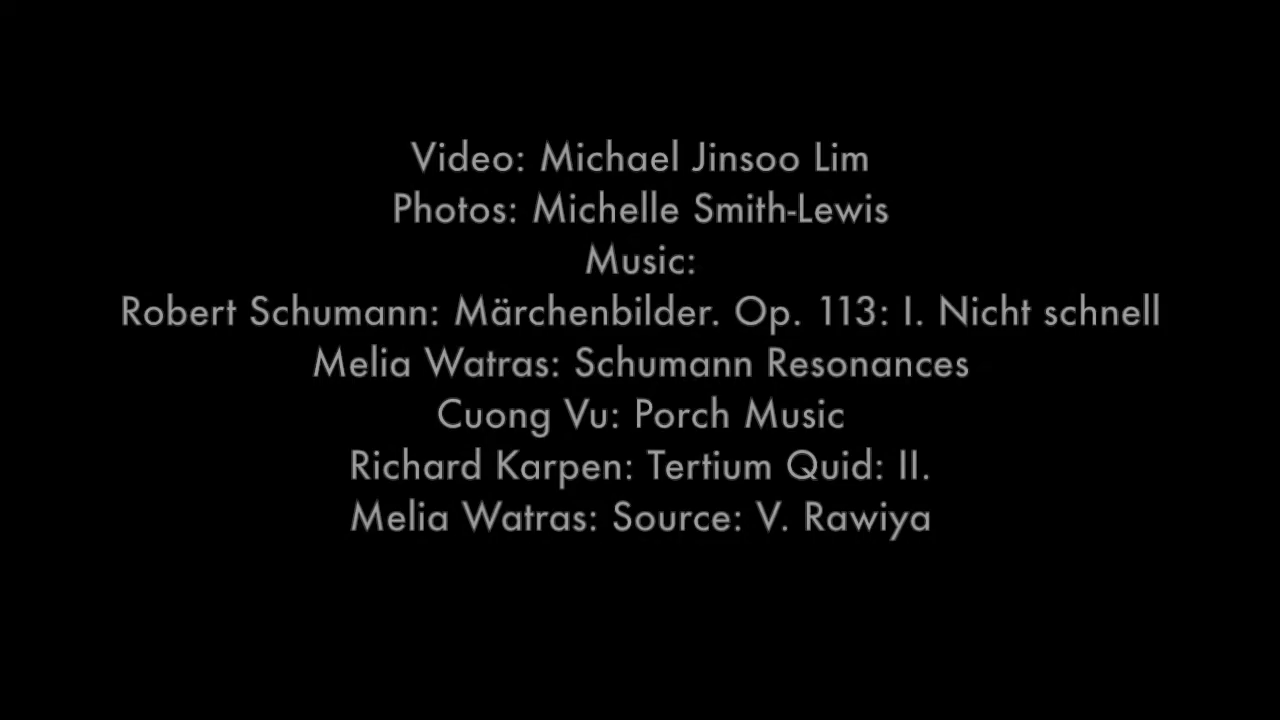 Video: Michael Jinsoo Lim
Photos: Michelle Smith-Lewis
Music:
Robert Schumann: Märchenbilder. Op. 113: I. Nicht schnell
Melia Watras: Schumann Resonances
Cuong Vu: Porch Music
Richard Karpen: Tertium Quid: II.
Melia Watras: Source: V. Rawiya